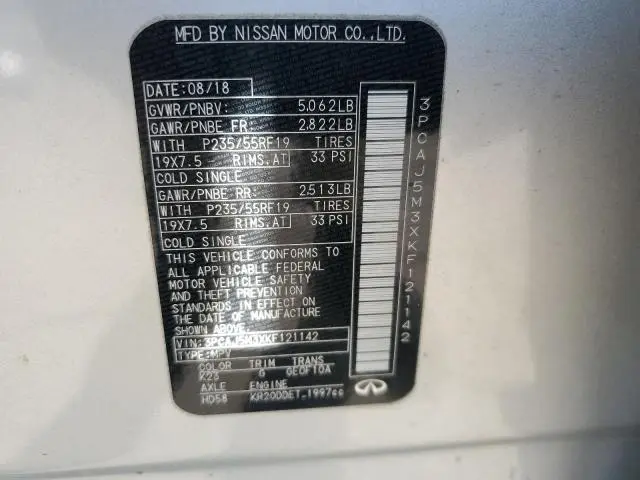 MFD BY NISSAN MOTOR CO.,LTD.
DATE: 08/18
GVWR/PNBV: 5,062LB
GAWR/PNBE FR: 2,822LB
WITH P235/55RF19 TIRES
19X7.5 RIMS,AT 33 PSI
COLD SINGLE
GAWR/PNBE RR: 2,513LB
WITH P235/55RF19 TIRES
19X7.5 RIMS,AT 33 PSI
COLD SINGLE
THIS VEHICLE CONFORMS TO
ALL APPLICABLE FEDERAL
MOTOR VEHICLE SAFETY
AND THEFT PREVENTION
STANDARDS IN EFFECT ON
THE DATE OF MANUFACTURE
SHOWN ABOVE.
VIN: 3PCAJ5M3XKF121142
TYPE: MPV
COLOR TRIM TRANS
K23 G GE0F10A
AXLE ENGINE
HD58 KR20DDET 1997cc
3PCAJ5M3XKF121142